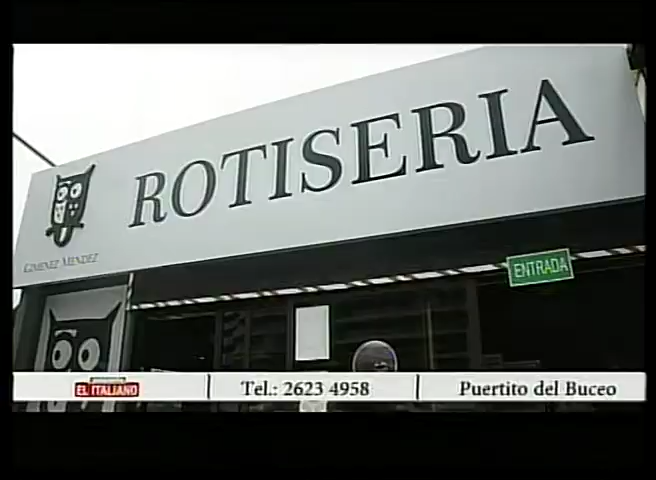 ROTISERIA
GIMENEZ MENDEZ
ENTRADA
EL ITALIANO
Tel.: 2623 4958
Puertito del Buceo